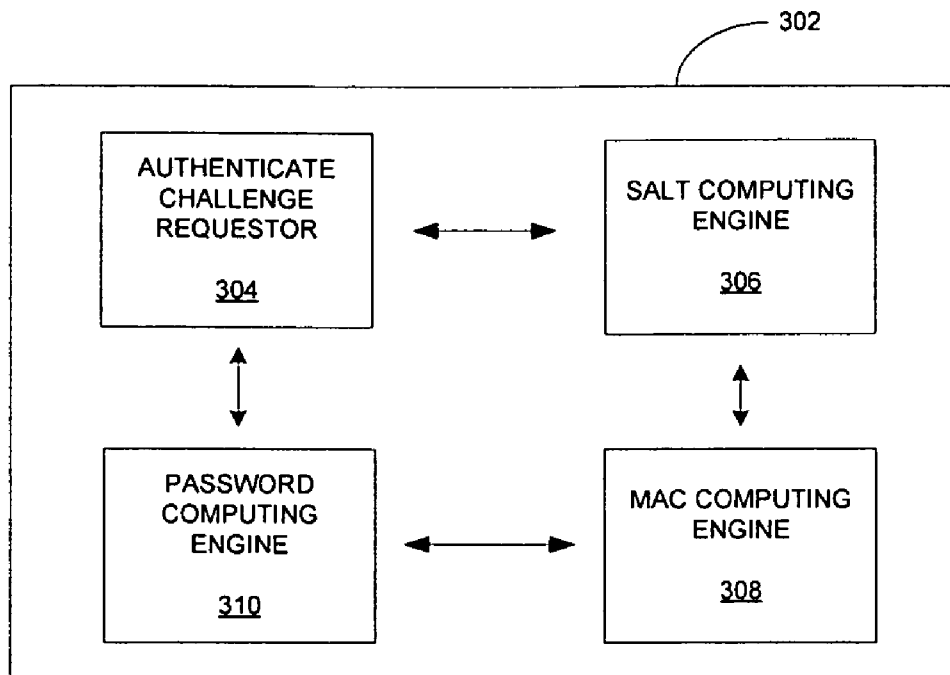 302
AUTHENTICATE
CHALLENGE
REQUESTOR
304
SALT COMPUTING
ENGINE
306
PASSWORD
COMPUTING
ENGINE
310
MAC COMPUTING
ENGINE
308